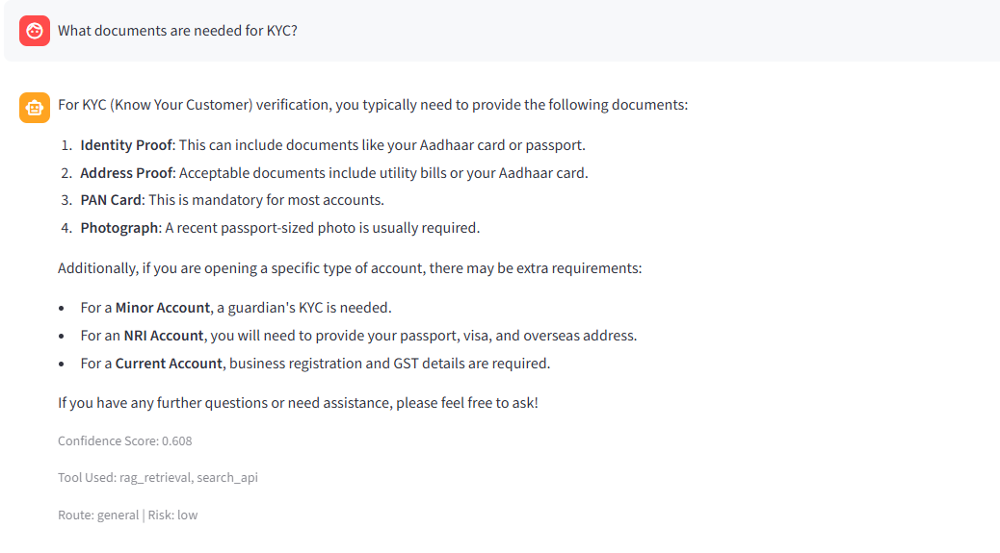 What documents are needed for KYC?
For KYC (Know Your Customer) verification, you typically need to provide the following documents:
1. Identity Proof: This can include documents like your Aadhaar card or passport.
2. Address Proof: Acceptable documents include utility bills or your Aadhaar card.
3. PAN Card: This is mandatory for most accounts.
4. Photograph: A recent passport-sized photo is usually required.
Additionally, if you are opening a specific type of account, there may be extra requirements:
• For a Minor Account, a guardian's KYC is needed.
• For an NRI Account, you will need to provide your passport, visa, and overseas address.
• For a Current Account, business registration and GST details are required.
If you have any further questions or need assistance, please feel free to ask!
Confidence Score: 0.608
Tool Used: rag_retrieval, search_api
Route: general | Risk: low